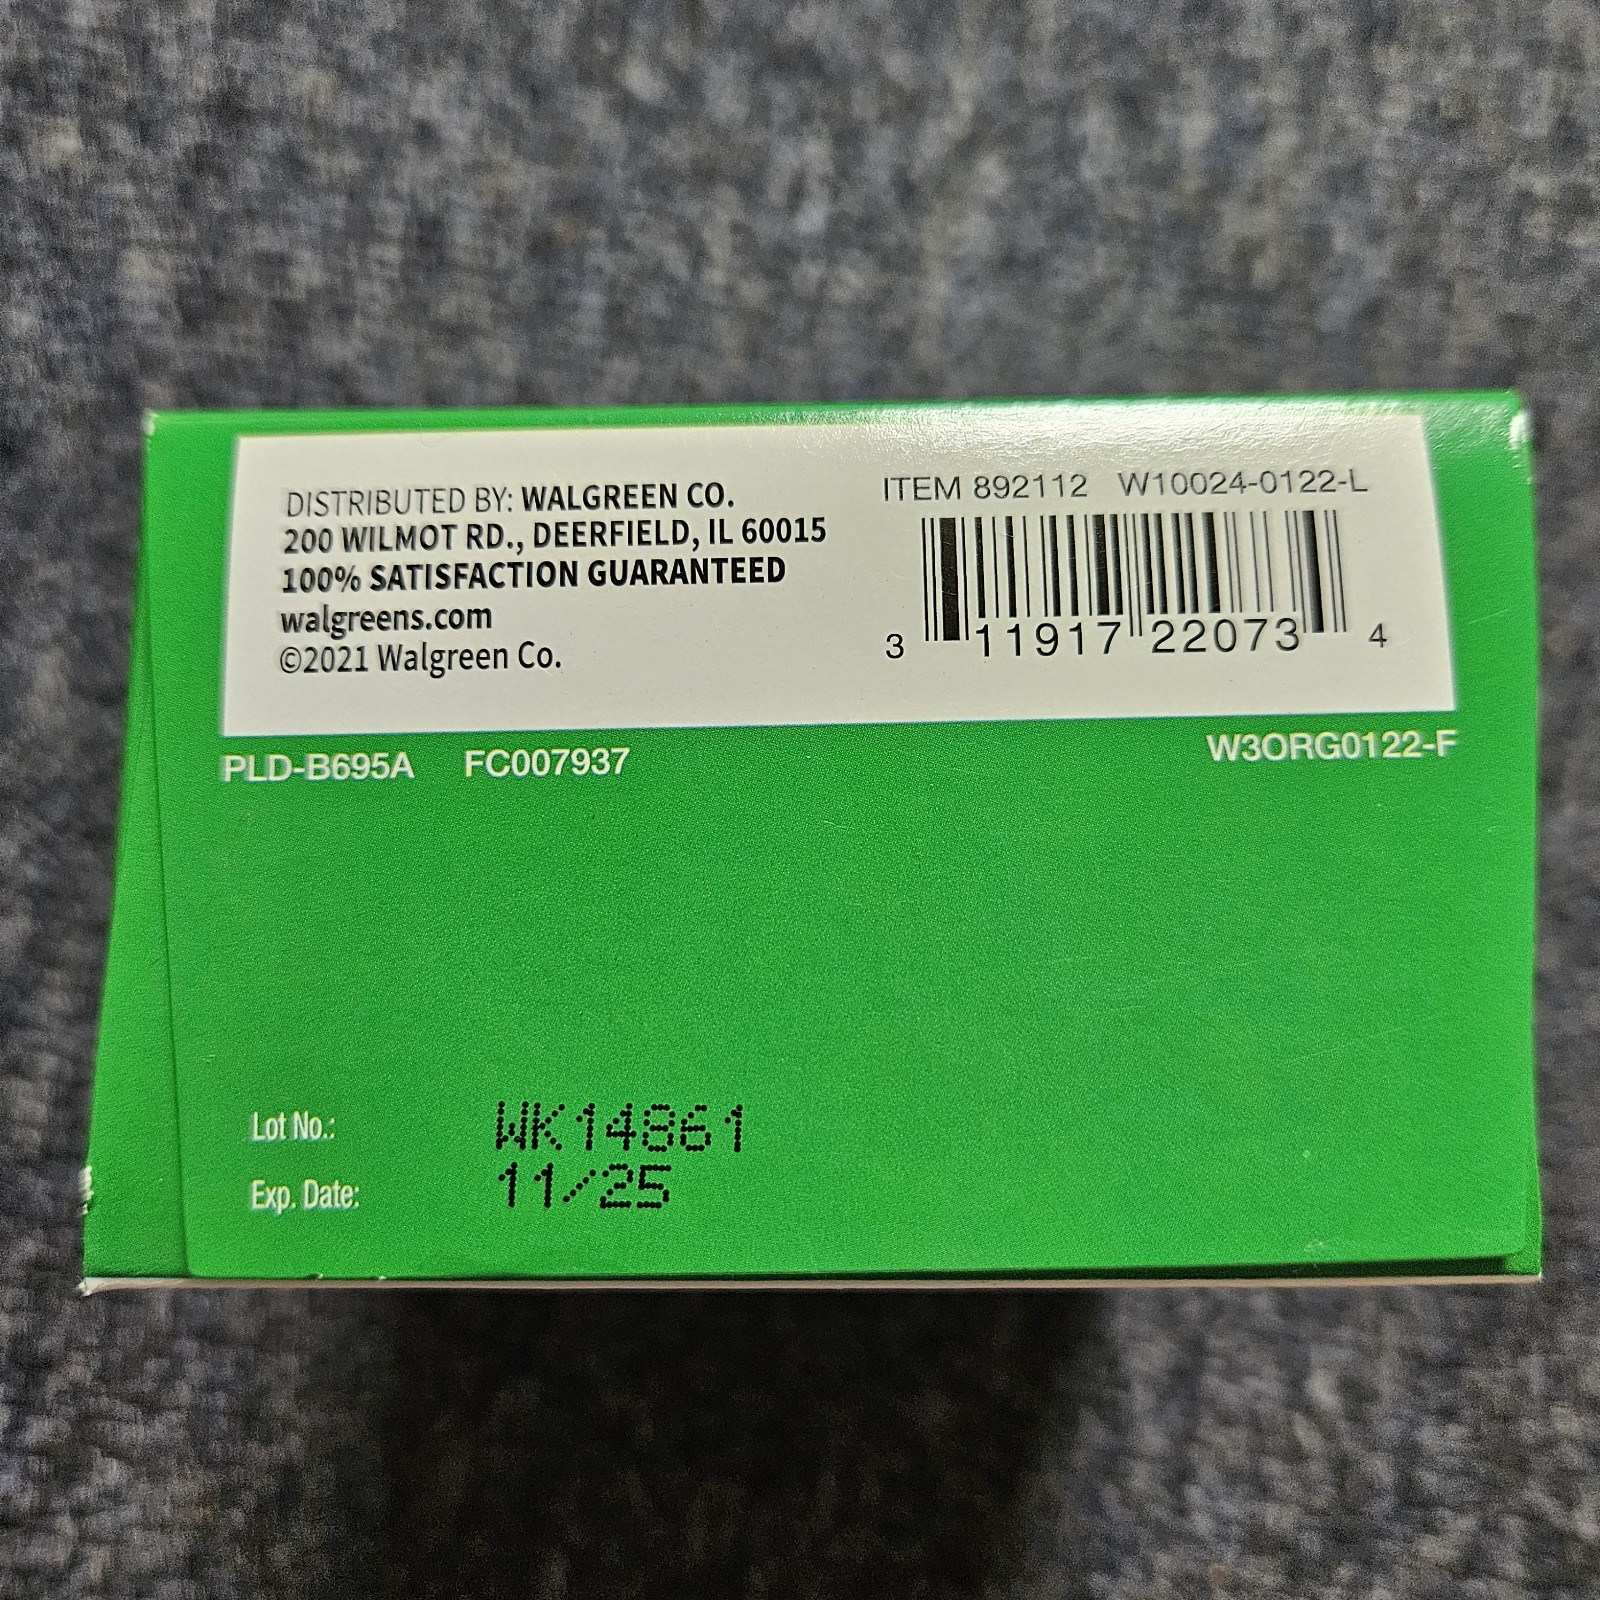 DISTRIBUTED BY: WALGREEN CO.
200 WILMOT RD., DEERFIELD, IL 60015
100% SATISFACTION GUARANTEED
walgreens.com
©2021 Walgreen Co.
ITEM 892112 W10024-0122-L
3 11917 22073 4
PLD-B695A FC007937
W3ORG0122-F
Lot No.: WK14861
Exp. Date: 11/25